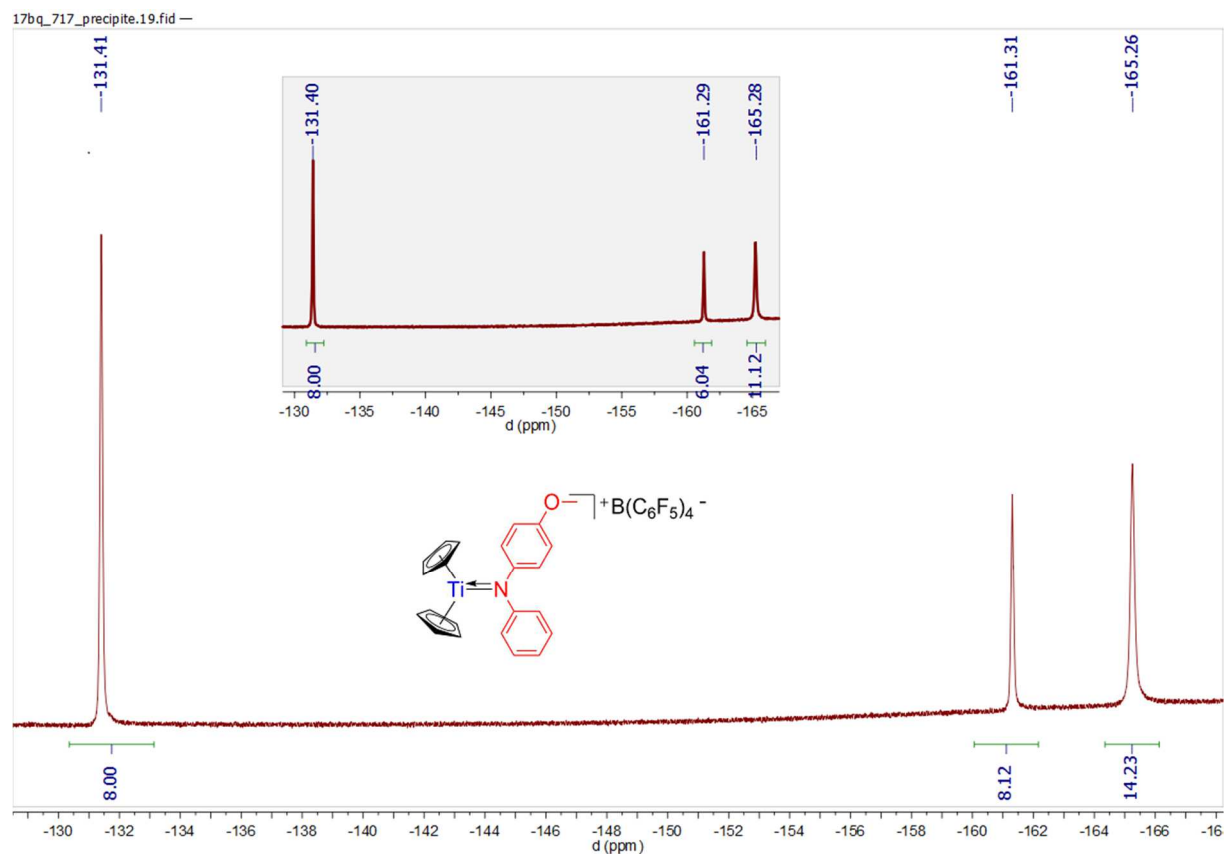 17bq_717_precipite.19.fid —
-131.41
-161.31
-165.26
-131.40
-161.29
-165.28
8.00
6.04
11.12
-130 -135 -140 -145 -150 -155 -160 -165
d (ppm)
O
+B(C6F5)4 -
Ti
N
8.00
8.12
14.23
-130 -132 -134 -136 -138 -140 -142 -144 -146 -148 -150 -152 -154 -156 -158 -160 -162 -164 -166 -168
d (ppm)